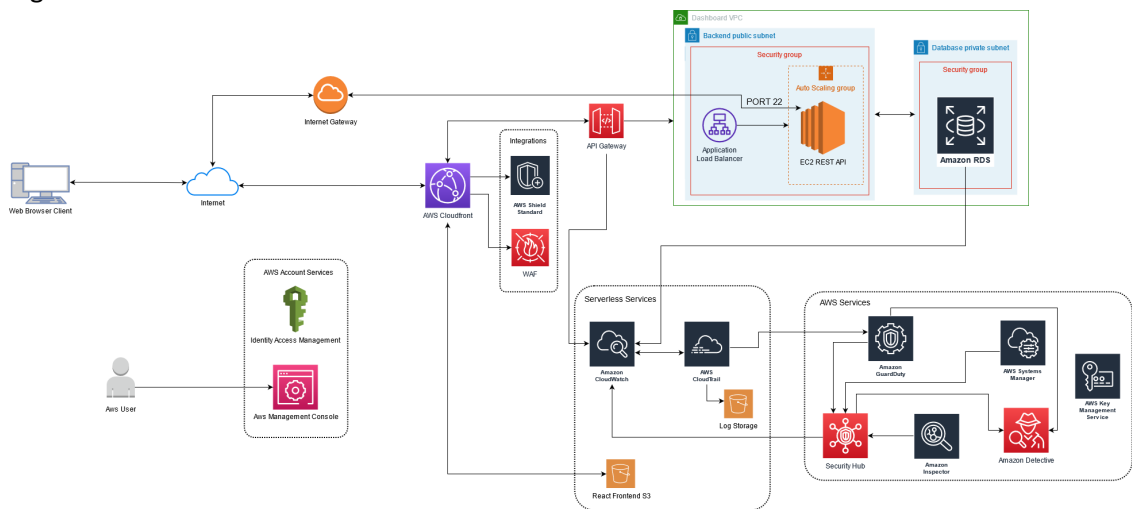 Dashboard VPC
Backend public subnet
Database private subnet
Security group
Security group
Auto Scaling group
PORT 22
Internet Gateway
API Gateway
Application
Load Balancer
EC2 REST API
Amazon RDS
Integrations
AWS Shield
Standard
WAF
Web Browser Client
Internet
AWS Cloudfront
AWS Account Services
Identity Access Management
Aws User
Aws Management Console
Serverless Services
Amazon
CloudWatch
AWS
CloudTrail
Log Storage
React Frontend S3
AWS Services
Amazon
GuardDuty
AWS Systems
Manager
AWS Key
Management
Service
Security Hub
Amazon
Inspector
Amazon Detective